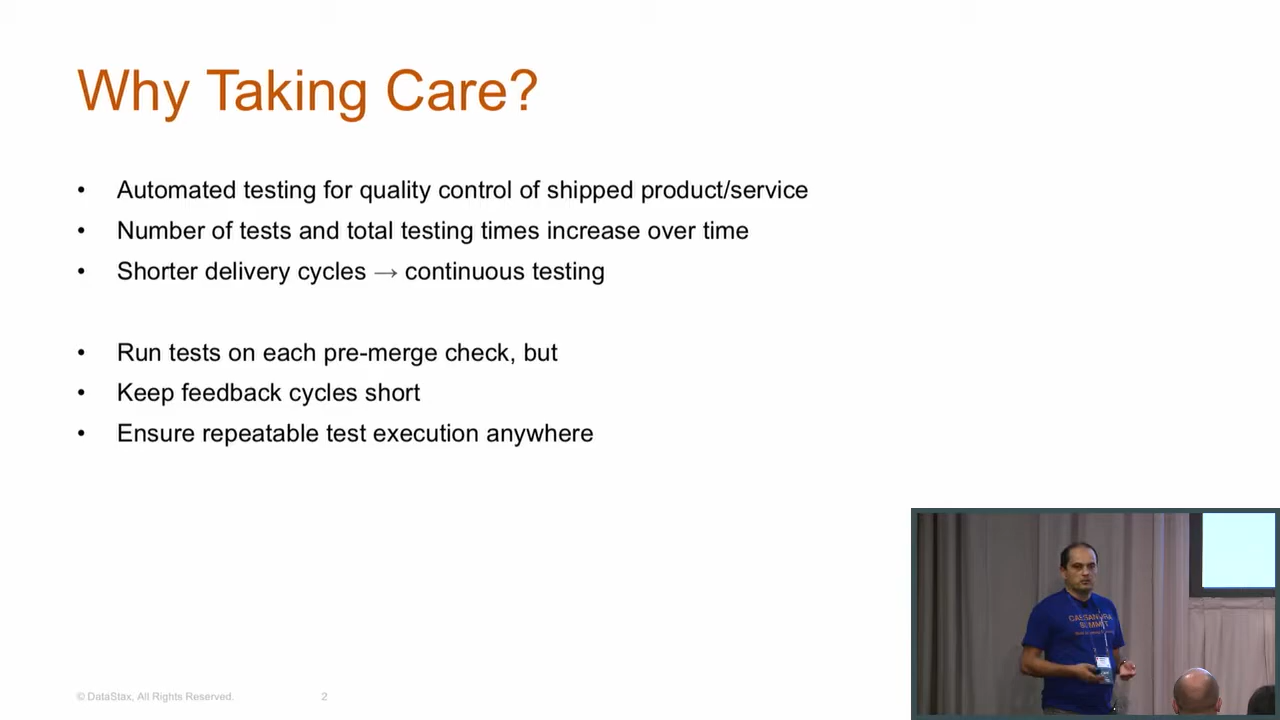 Why Taking Care?
• Automated testing for quality control of shipped product/service
• Number of tests and total testing times increase over time
• Shorter delivery cycles → continuous testing
• Run tests on each pre-merge check, but
• Keep feedback cycles short
• Ensure repeatable test execution anywhere
CASSANDRA
SUMMIT
© DataStax, All Rights Reserved. 2